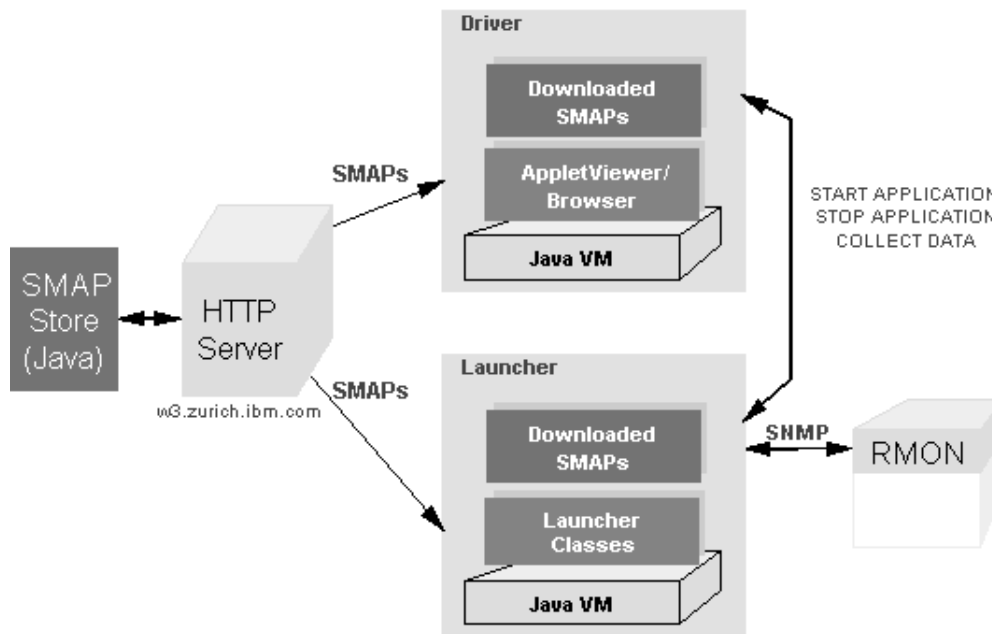 Driver
Downloaded
SMAPs
AppletViewer/
Browser
Java VM
SMAPs
START APPLICATION
STOP APPLICATION
COLLECT DATA
SMAP
Store
(Java)
HTTP
Server
w3.zurich.ibm.com
SMAPs
Launcher
Downloaded
SMAPs
Launcher
Classes
Java VM
SNMP
RMON